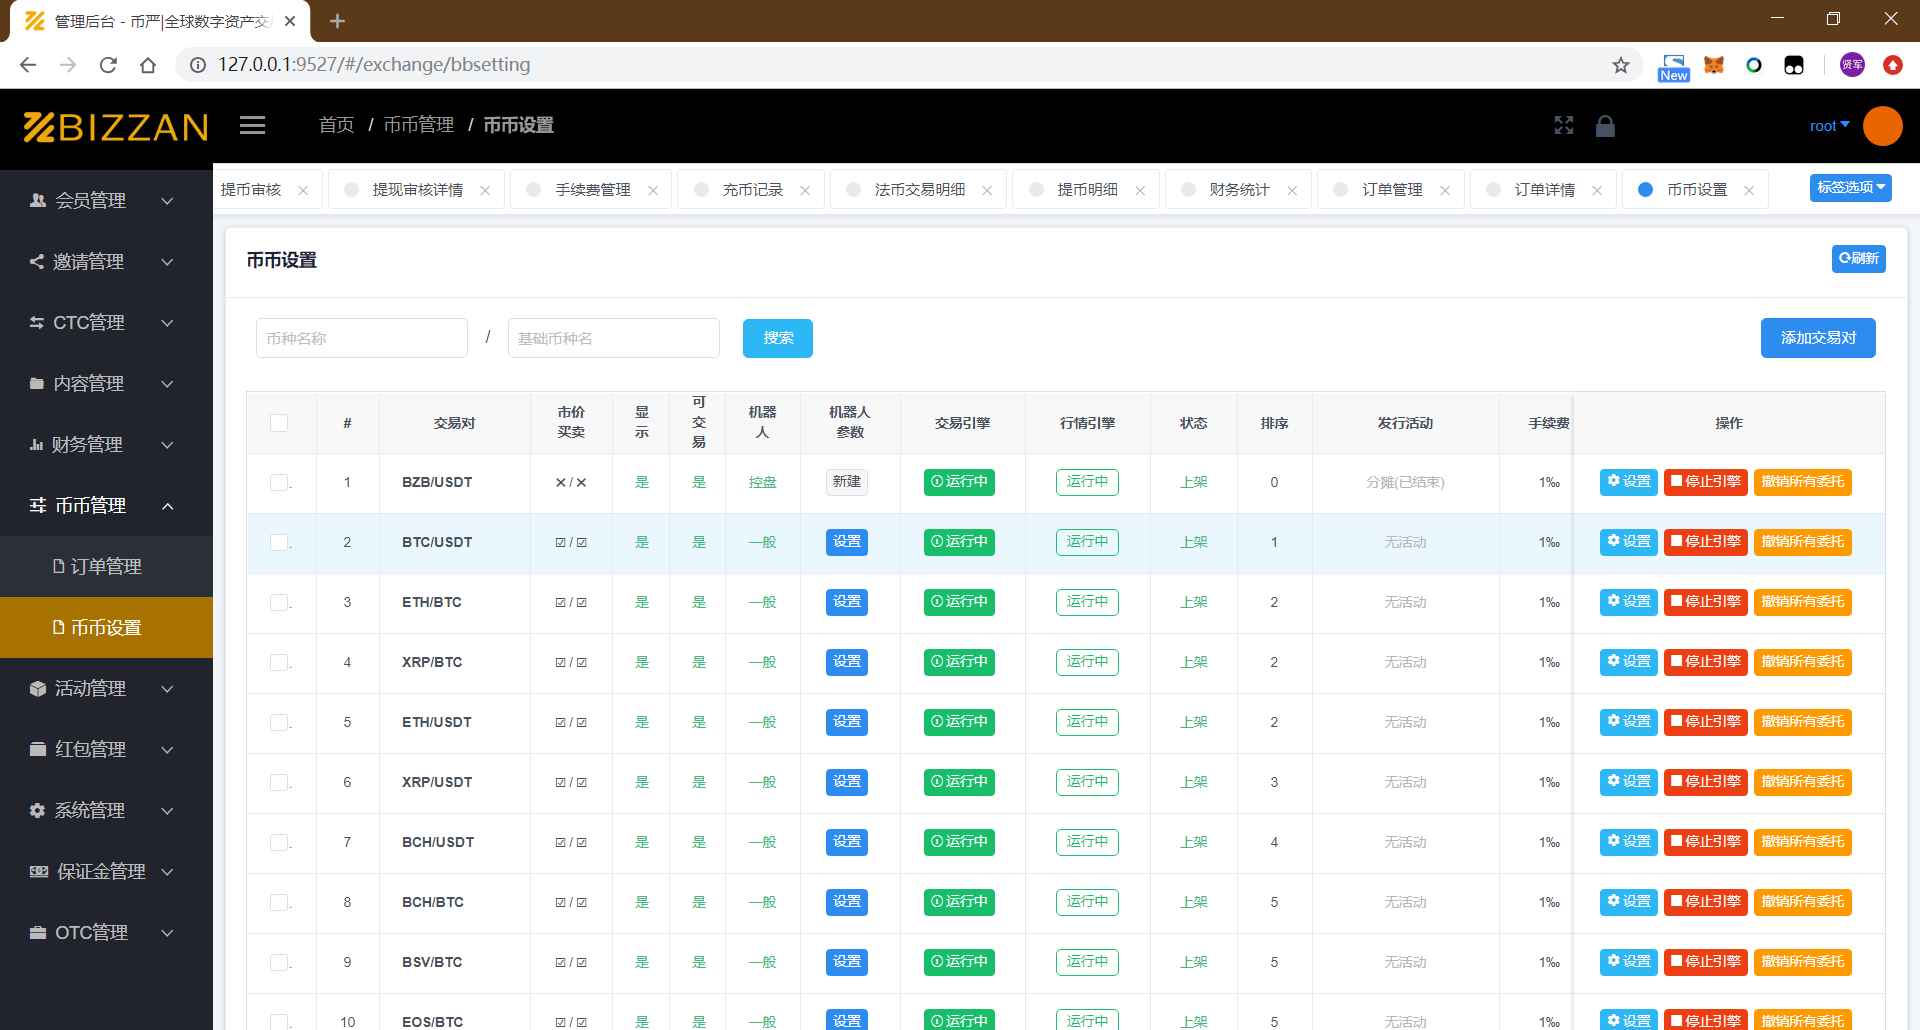 管理后台 - 币严|全球数字资产交
127.0.0.1:9527/#/exchange/bbsetting
New
贤军
BIZZAN
首页 / 币币管理 / 币币设置
root
提币审核 提现审核详情 手续费管理 充币记录 法币交易明细 提币明细 财务统计 订单管理 订单详情 币币设置 标签选项
会员管理
邀请管理
CTC管理
内容管理
财务管理
币币管理
订单管理
币币设置
活动管理
红包管理
系统管理
保证金管理
OTC管理
币币设置 刷新
币种名称 / 基础币种名 搜索 添加交易对
# 交易对 市价买卖 显示 可交易 机器人 机器人参数 交易引擎 行情引擎 状态 排序 发行活动 手续费 操作
1 BZB/USDT ✕/✕ 是 是 控盘 新建 运行中 运行中 上架 0 分摊(已结束) 1‰ 设置 停止引擎 撤销所有委托
2 BTC/USDT ☑/☑ 是 是 一般 设置 运行中 运行中 上架 1 无活动 1‰ 设置 停止引擎 撤销所有委托
3 ETH/BTC ☑/☑ 是 是 一般 设置 运行中 运行中 上架 2 无活动 1‰ 设置 停止引擎 撤销所有委托
4 XRP/BTC ☑/☑ 是 是 一般 设置 运行中 运行中 上架 2 无活动 1‰ 设置 停止引擎 撤销所有委托
5 ETH/USDT ☑/☑ 是 是 一般 设置 运行中 运行中 上架 2 无活动 1‰ 设置 停止引擎 撤销所有委托
6 XRP/USDT ☑/☑ 是 是 一般 设置 运行中 运行中 上架 3 无活动 1‰ 设置 停止引擎 撤销所有委托
7 BCH/USDT ☑/☑ 是 是 一般 设置 运行中 运行中 上架 4 无活动 1‰ 设置 停止引擎 撤销所有委托
8 BCH/BTC ☑/☑ 是 是 一般 设置 运行中 运行中 上架 5 无活动 1‰ 设置 停止引擎 撤销所有委托
9 BSV/BTC ☑/☑ 是 是 一般 设置 运行中 运行中 上架 5 无活动 1‰ 设置 停止引擎 撤销所有委托
10 EOS/BTC ☑/☑ 是 是 一般 设置 运行中 运行中 上架 5 无活动 1‰ 设置 停止引擎 撤销所有委托